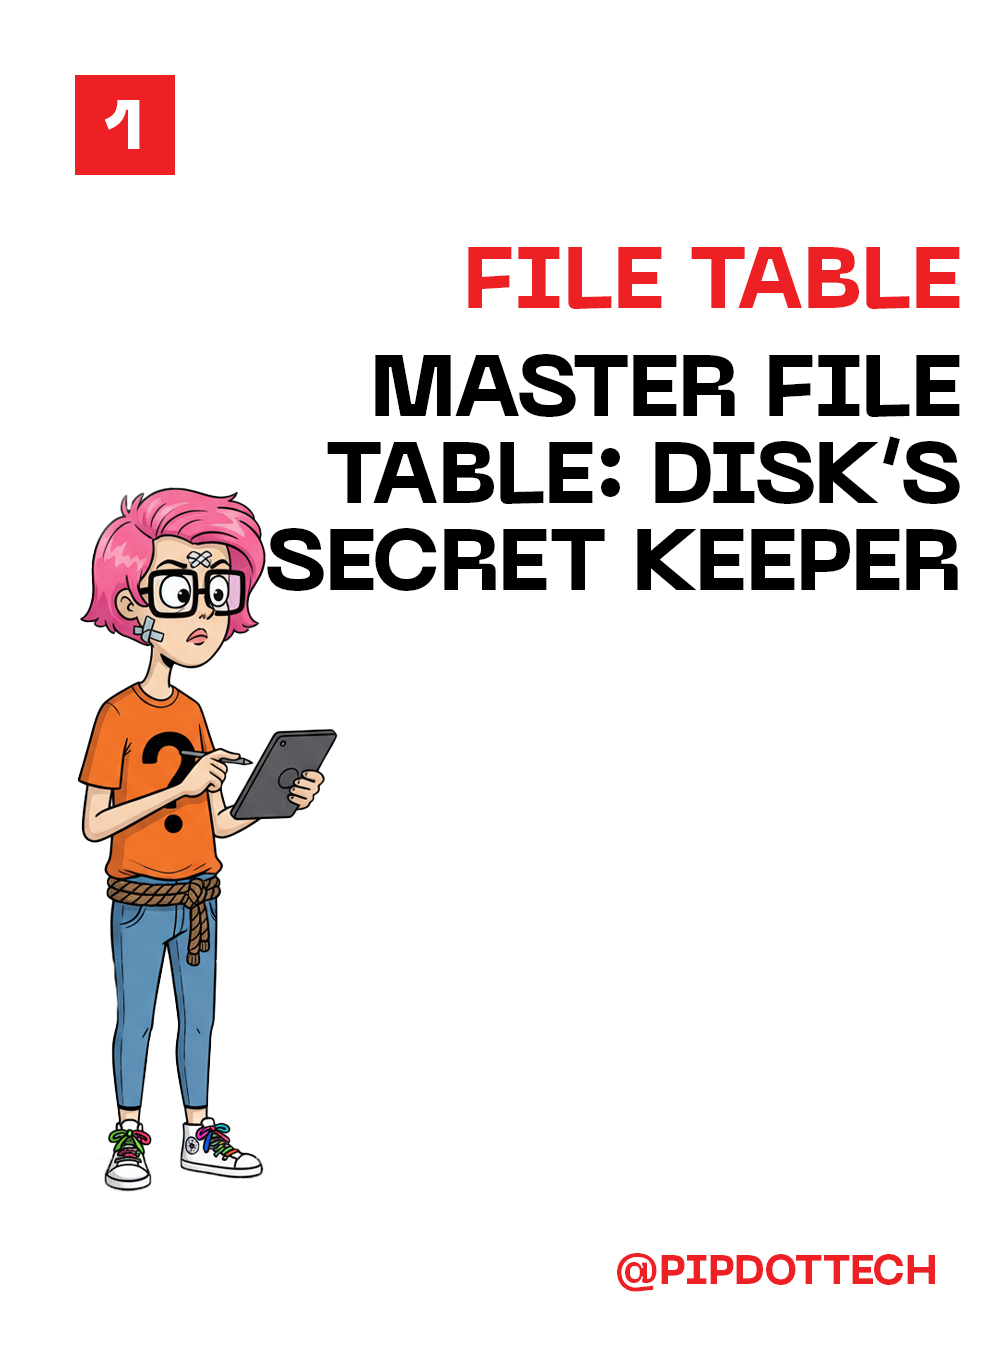 1
FILE TABLE
MASTER FILE
TABLE: DISK'S
SECRET KEEPER
?
@PIPDOTTECH